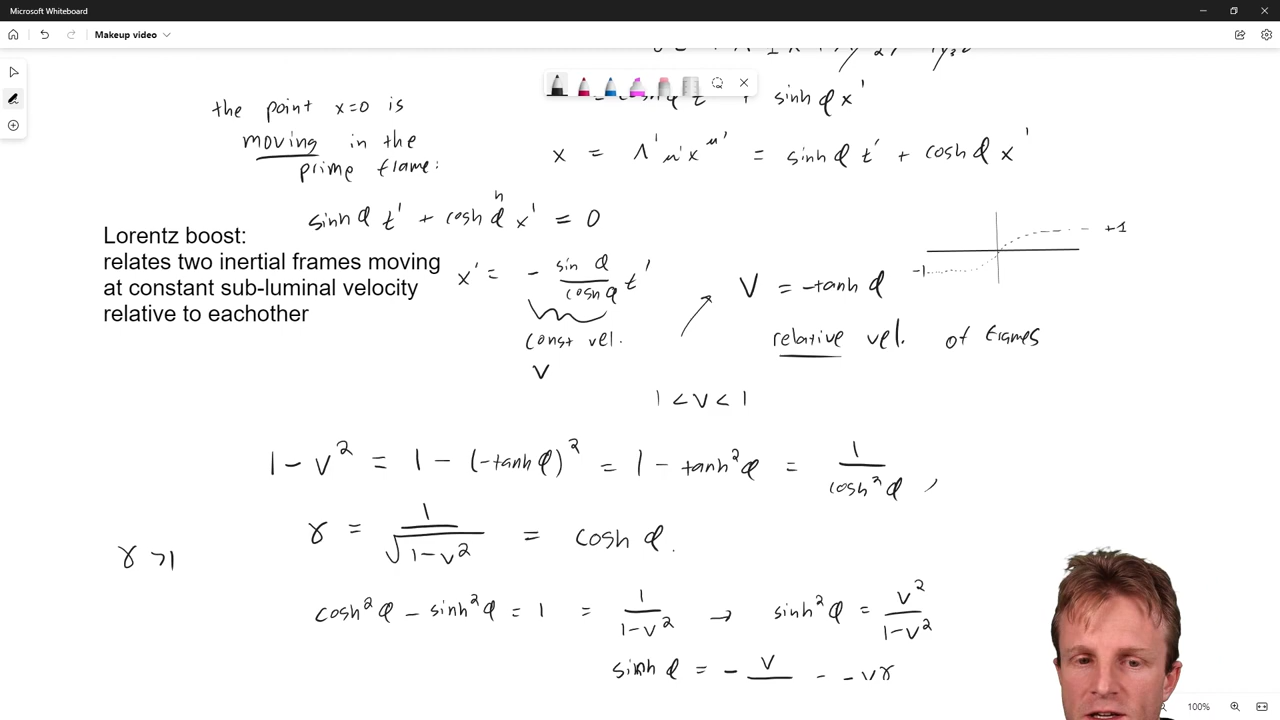 Microsoft Whiteboard
Makeup video
sinh φ x'
the point x=0 is
moving in the
prime frame:
x = Λ'μ'x^μ' = sinh φ t' + cosh φ x'
sinh φ t' + cosh φ x' = 0
h
Lorentz boost:
relates two inertial frames moving
at constant sub-luminal velocity
relative to eachother
x' = - sin φ / cosh φ t'
const vel.
V
V = -tanh φ
+1
-1
relative vel. of frames
1 < v < 1
1 - v² = 1 - (-tanh φ)² = 1 - tanh² φ = 1 / cosh² φ ,
γ = 1 / √1-v² = cosh φ .
γ >1
cosh² φ - sinh² φ = 1 = 1 / 1-v² → sinh² φ = v² / 1-v²
sinh φ = - v - -vγ
100%